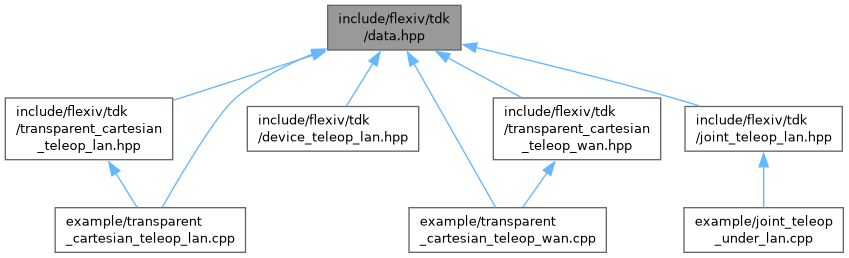 include/flexiv/tdk
/data.hpp
include/flexiv/tdk
/transparent_cartesian
_teleop_lan.hpp
include/flexiv/tdk
/device_teleop_lan.hpp
include/flexiv/tdk
/transparent_cartesian
_teleop_wan.hpp
include/flexiv/tdk
/joint_teleop_lan.hpp
example/transparent
_cartesian_teleop_lan.cpp
example/transparent
_cartesian_teleop_wan.cpp
example/joint_teleop
_under_lan.cpp